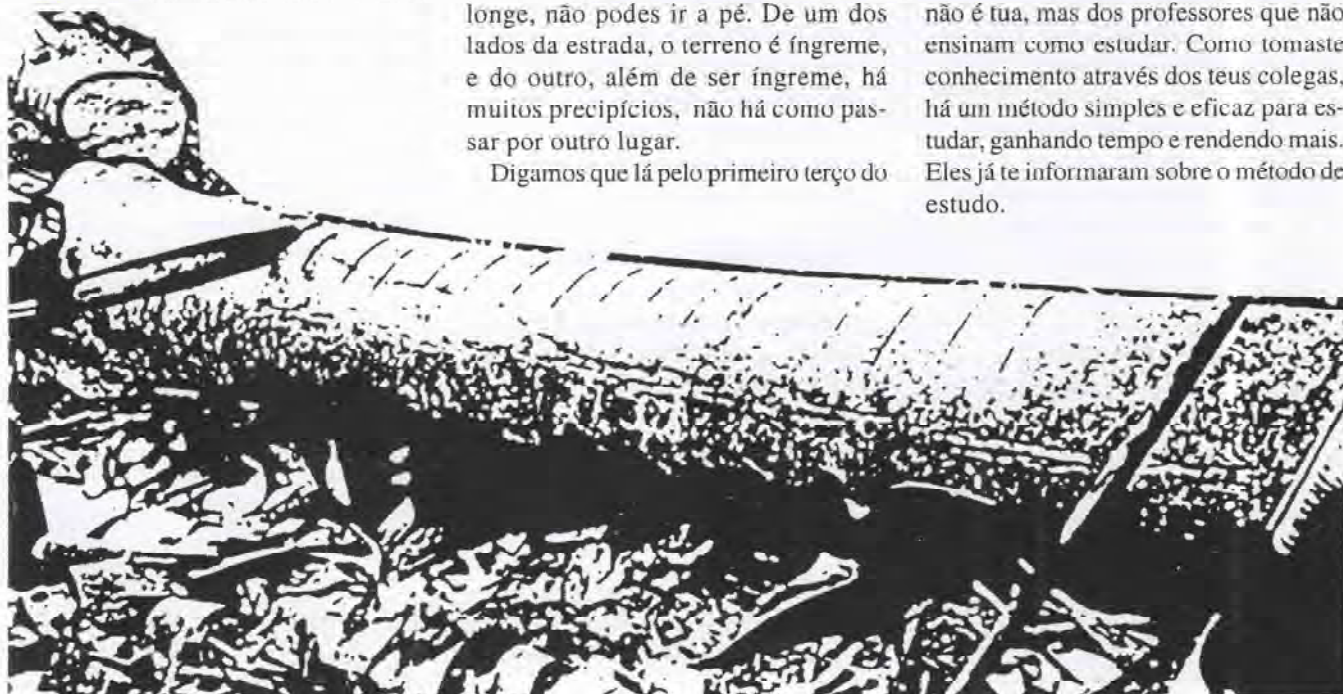 longe, não podes ir a pé. De um dos
lados da estrada, o terreno é íngreme,
e do outro, além de ser íngreme, há
muitos precipícios, não há como pas-
sar por outro lugar.
Digamos que lá pelo primeiro terço do
não é tua, mas dos professores que não
ensinam como estudar. Como tomaste
conhecimento através dos teus colegas,
há um método simples e eficaz para es-
tudar, ganhando tempo e rendendo mais.
Eles já te informaram sobre o método de
estudo.